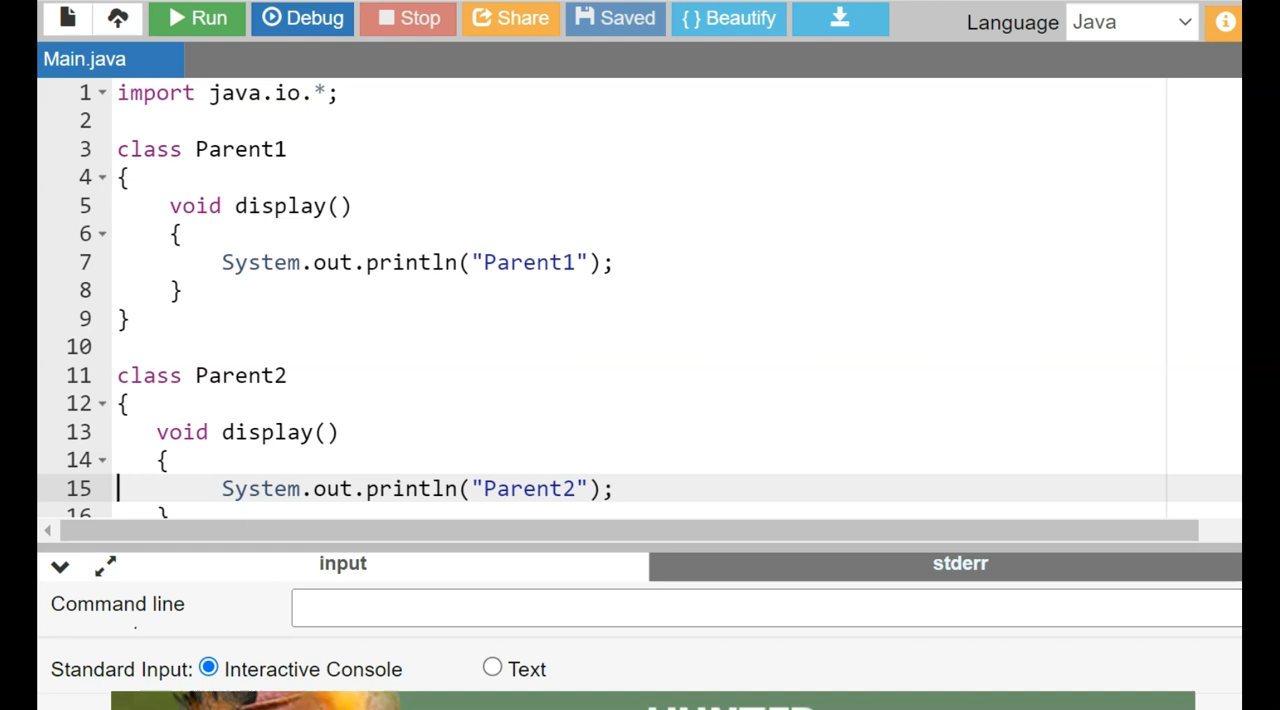 Run Debug Stop Share Saved { } Beautify Language Java
Main.java
1 import java.io.*;
2
3 class Parent1
4 {
5 void display()
6 {
7 System.out.println("Parent1");
8 }
9 }
10
11 class Parent2
12 {
13 void display()
14 {
15 System.out.println("Parent2");
16 }
input stderr
Command line
Standard Input: Interactive Console Text
HUNTER